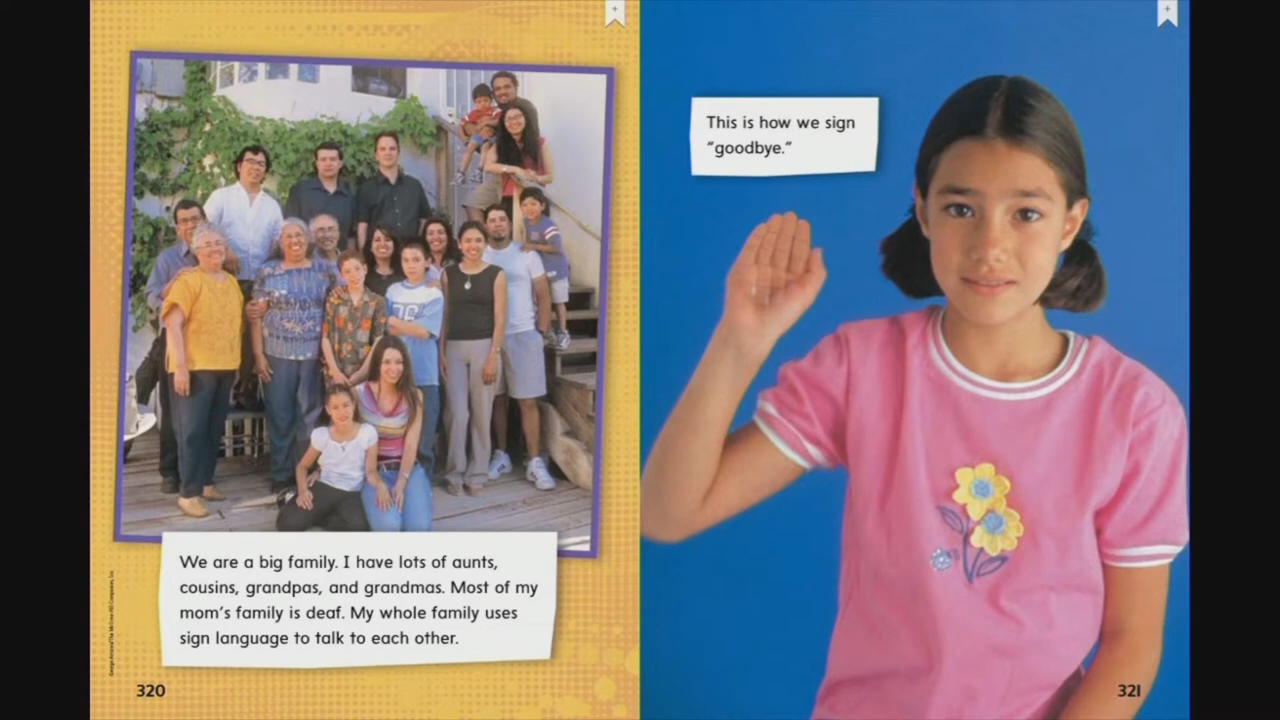 We are a big family. I have lots of aunts,
cousins, grandpas, and grandmas. Most of my
mom's family is deaf. My whole family uses
sign language to talk to each other.
320
This is how we sign
“goodbye.”
321